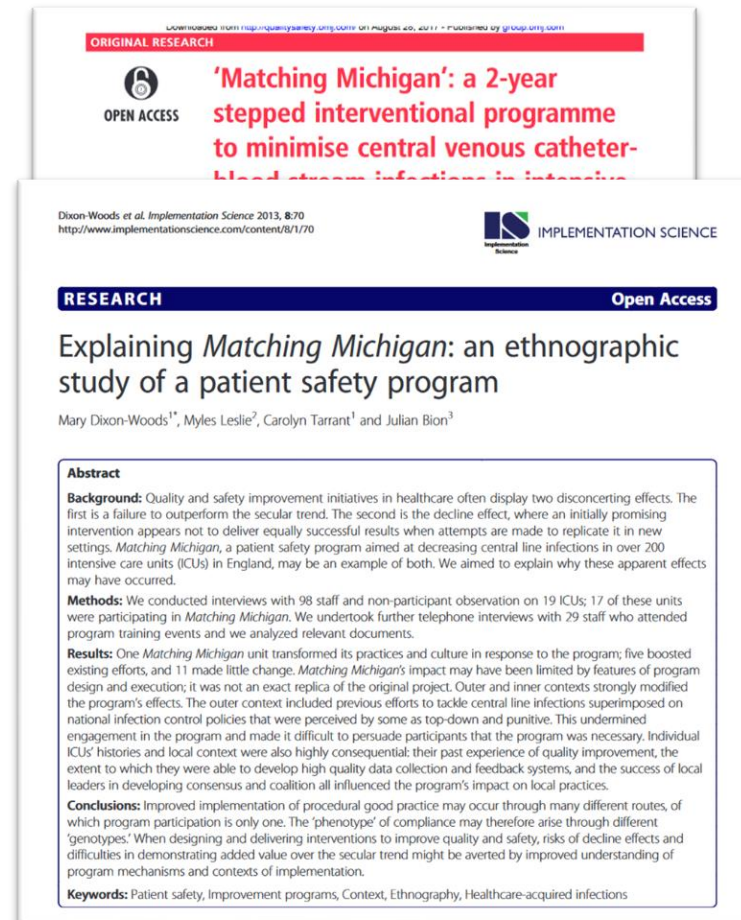 Downloaded from http://qualitysafety.bmj.com/ on August 28, 2017 - Published by group.bmj.com
ORIGINAL RESEARCH
OPEN ACCESS
‘Matching Michigan’: a 2-year
stepped interventional programme
to minimise central venous catheter-
blood stream infections in intensive
Dixon-Woods et al. Implementation Science 2013, 8:70
http://www.implementationscience.com/content/8/1/70
IS
Implementation
Science
IMPLEMENTATION SCIENCE
RESEARCH
Open Access
Explaining Matching Michigan: an ethnographic
study of a patient safety program
Mary Dixon-Woods1*, Myles Leslie2, Carolyn Tarrant1 and Julian Bion3
Abstract
Background: Quality and safety improvement initiatives in healthcare often display two disconcerting effects. The
first is a failure to outperform the secular trend. The second is the decline effect, where an initially promising
intervention appears not to deliver equally successful results when attempts are made to replicate it in new
settings. Matching Michigan, a patient safety program aimed at decreasing central line infections in over 200
intensive care units (ICUs) in England, may be an example of both. We aimed to explain why these apparent effects
may have occurred.
Methods: We conducted interviews with 98 staff and non-participant observation on 19 ICUs; 17 of these units
were participating in Matching Michigan. We undertook further telephone interviews with 29 staff who attended
program training events and we analyzed relevant documents.
Results: One Matching Michigan unit transformed its practices and culture in response to the program; five boosted
existing efforts, and 11 made little change. Matching Michigan’s impact may have been limited by features of program
design and execution; it was not an exact replica of the original project. Outer and inner contexts strongly modified
the program’s effects. The outer context included previous efforts to tackle central line infections superimposed on
national infection control policies that were perceived by some as top-down and punitive. This undermined
engagement in the program and made it difficult to persuade participants that the program was necessary. Individual
ICUs’ histories and local context were also highly consequential: their past experience of quality improvement, the
extent to which they were able to develop high quality data collection and feedback systems, and the success of local
leaders in developing consensus and coalition all influenced the program’s impact on local practices.
Conclusions: Improved implementation of procedural good practice may occur through many different routes, of
which program participation is only one. The ‘phenotype’ of compliance may therefore arise through different
‘genotypes.’ When designing and delivering interventions to improve quality and safety, risks of decline effects and
difficulties in demonstrating added value over the secular trend might be averted by improved understanding of
program mechanisms and contexts of implementation.
Keywords: Patient safety, Improvement programs, Context, Ethnography, Healthcare-acquired infections